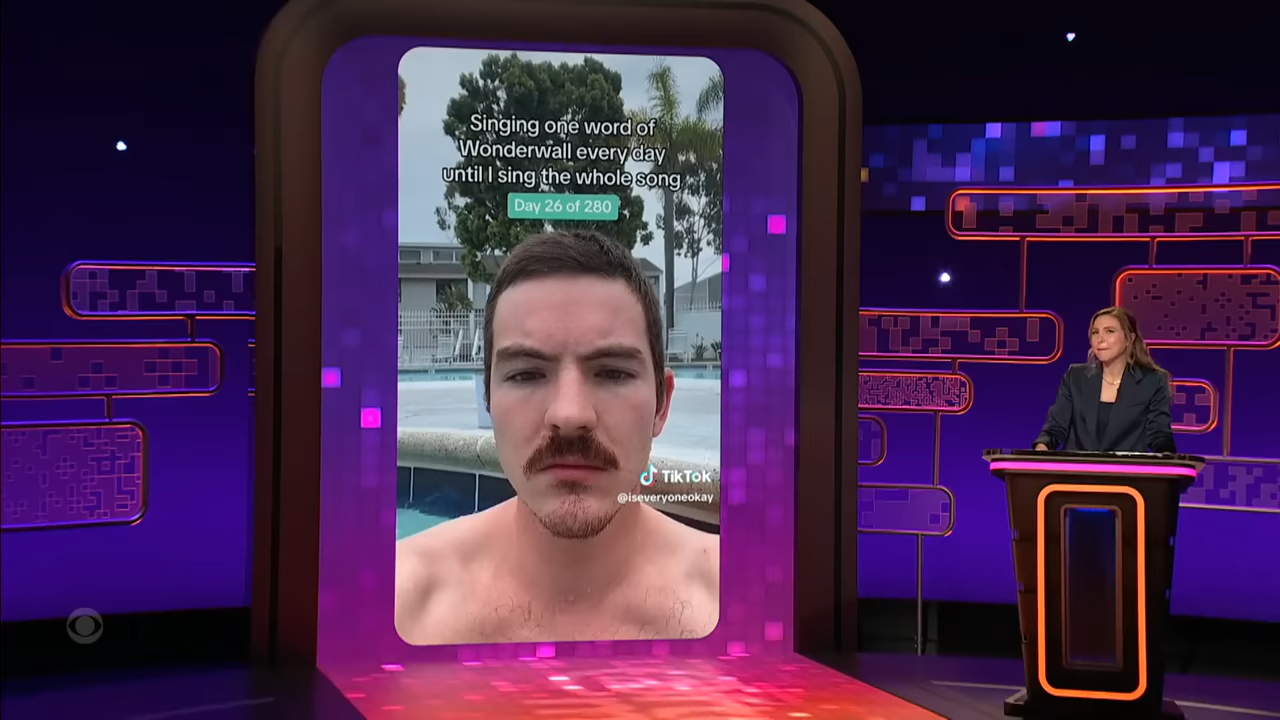 Singing one word of
Wonderwall every day
until I sing the whole song
Day 26 of 280
TikTok
@iseveryoneokay